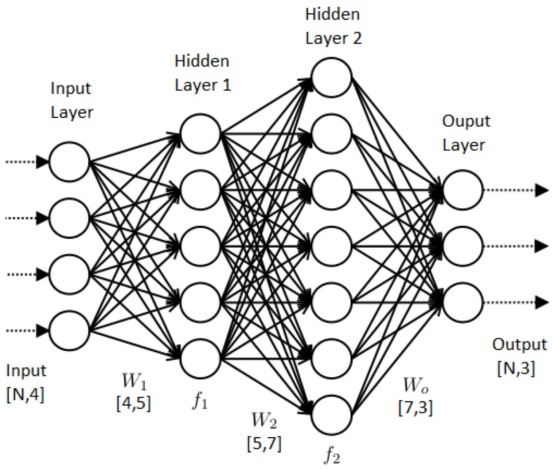 Hidden
Layer 2
Hidden
Layer 1
Input
Layer
Ouput
Layer
Input
[N,4]
W₁
[4,5]
f₁
W₂
[5,7]
f₂
Wₒ
[7,3]
Output
[N,3]